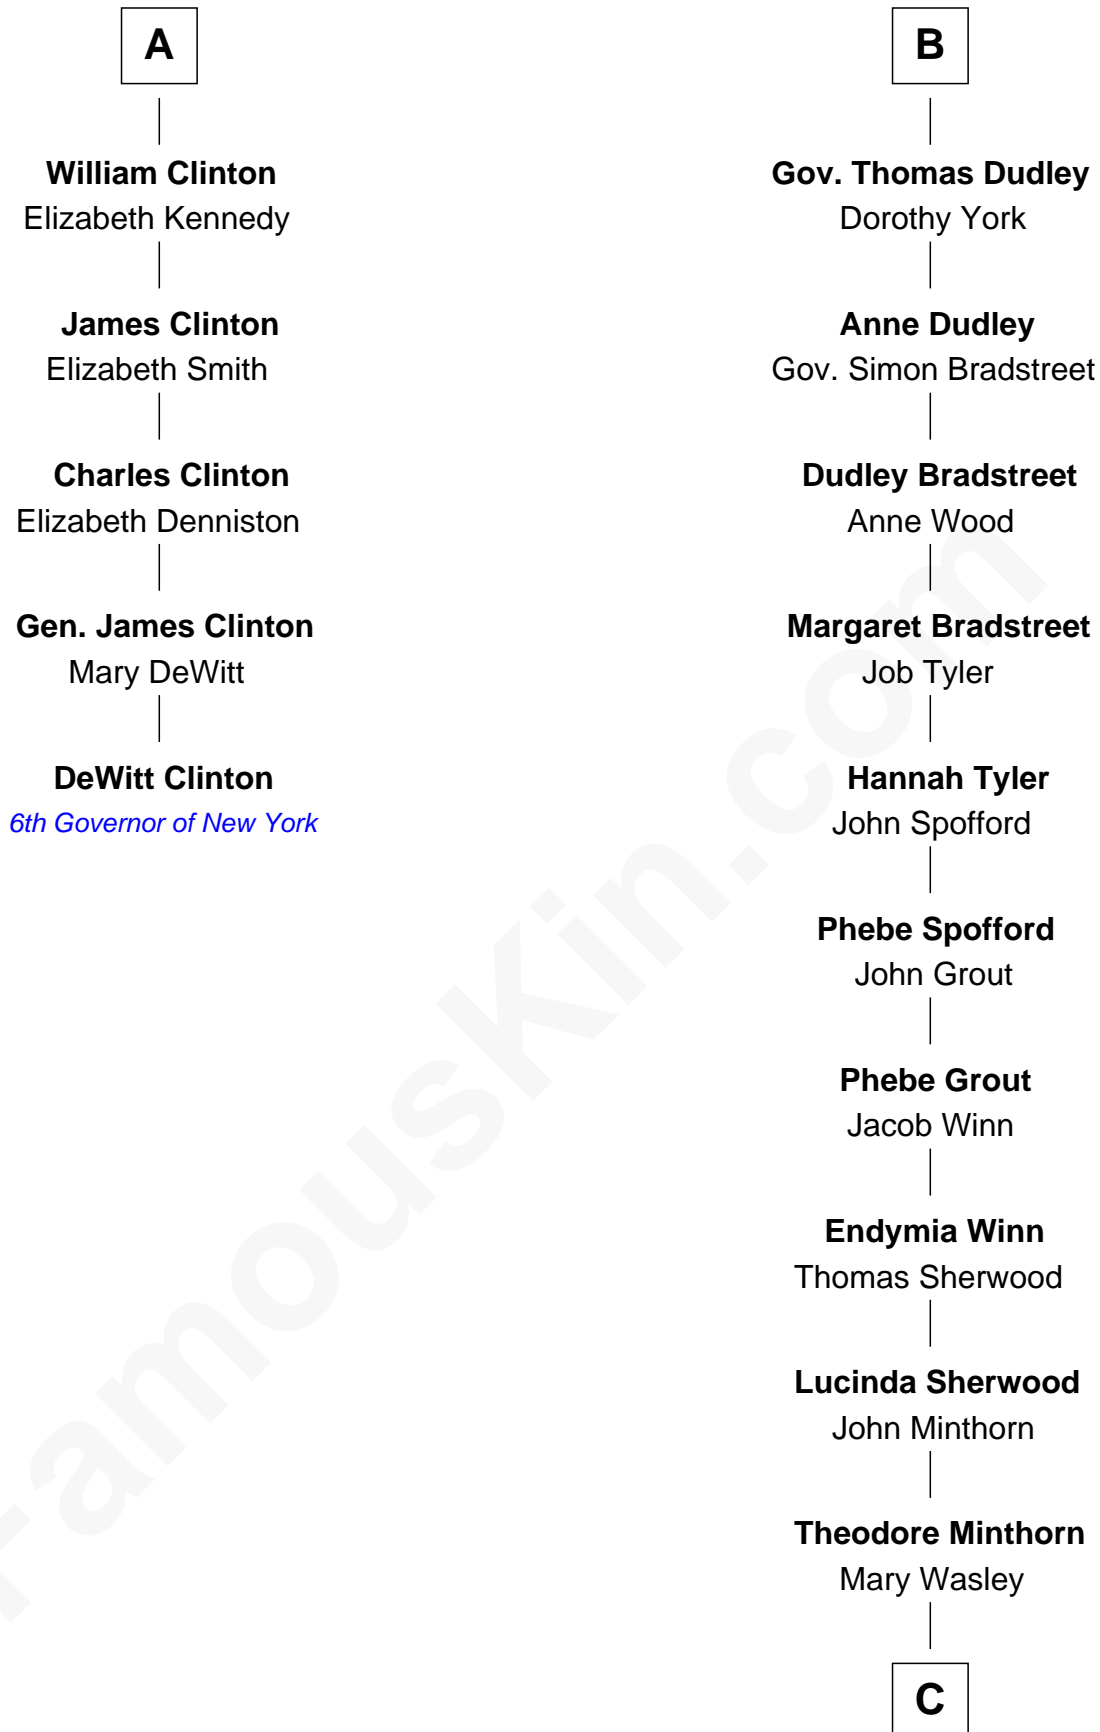 A
William Clinton
Elizabeth Kennedy
James Clinton
Elizabeth Smith
Charles Clinton
Elizabeth Denniston
Gen. James Clinton
Mary DeWitt
DeWitt Clinton
6th Governor of New York
B
Gov. Thomas Dudley
Dorothy York
Anne Dudley
Gov. Simon Bradstreet
Dudley Bradstreet
Anne Wood
Margaret Bradstreet
Job Tyler
Hannah Tyler
John Spofford
Phebe Spofford
John Grout
Phebe Grout
Jacob Winn
Endymia Winn
Thomas Sherwood
Lucinda Sherwood
John Minthorn
Theodore Minthorn
Mary Wasley
C
FamousKin.com